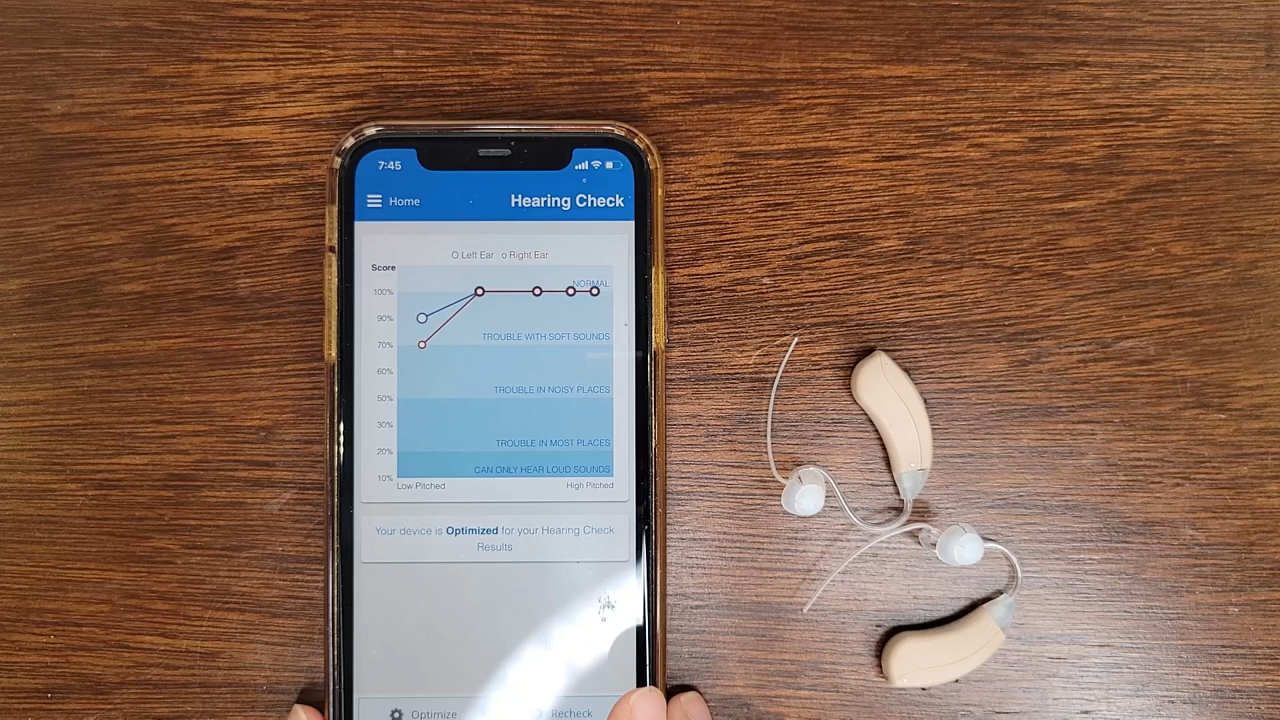 7:45
Home
Hearing Check
Left Ear Right Ear
Score
100%
90%
70%
60%
50%
30%
20%
10%
NORMAL
TROUBLE WITH SOFT SOUNDS
TROUBLE IN NOISY PLACES
TROUBLE IN MOST PLACES
CAN ONLY HEAR LOUD SOUNDS
Low Pitched High Pitched
Your device is Optimized for your Hearing Check
Results
Optimize Recheck